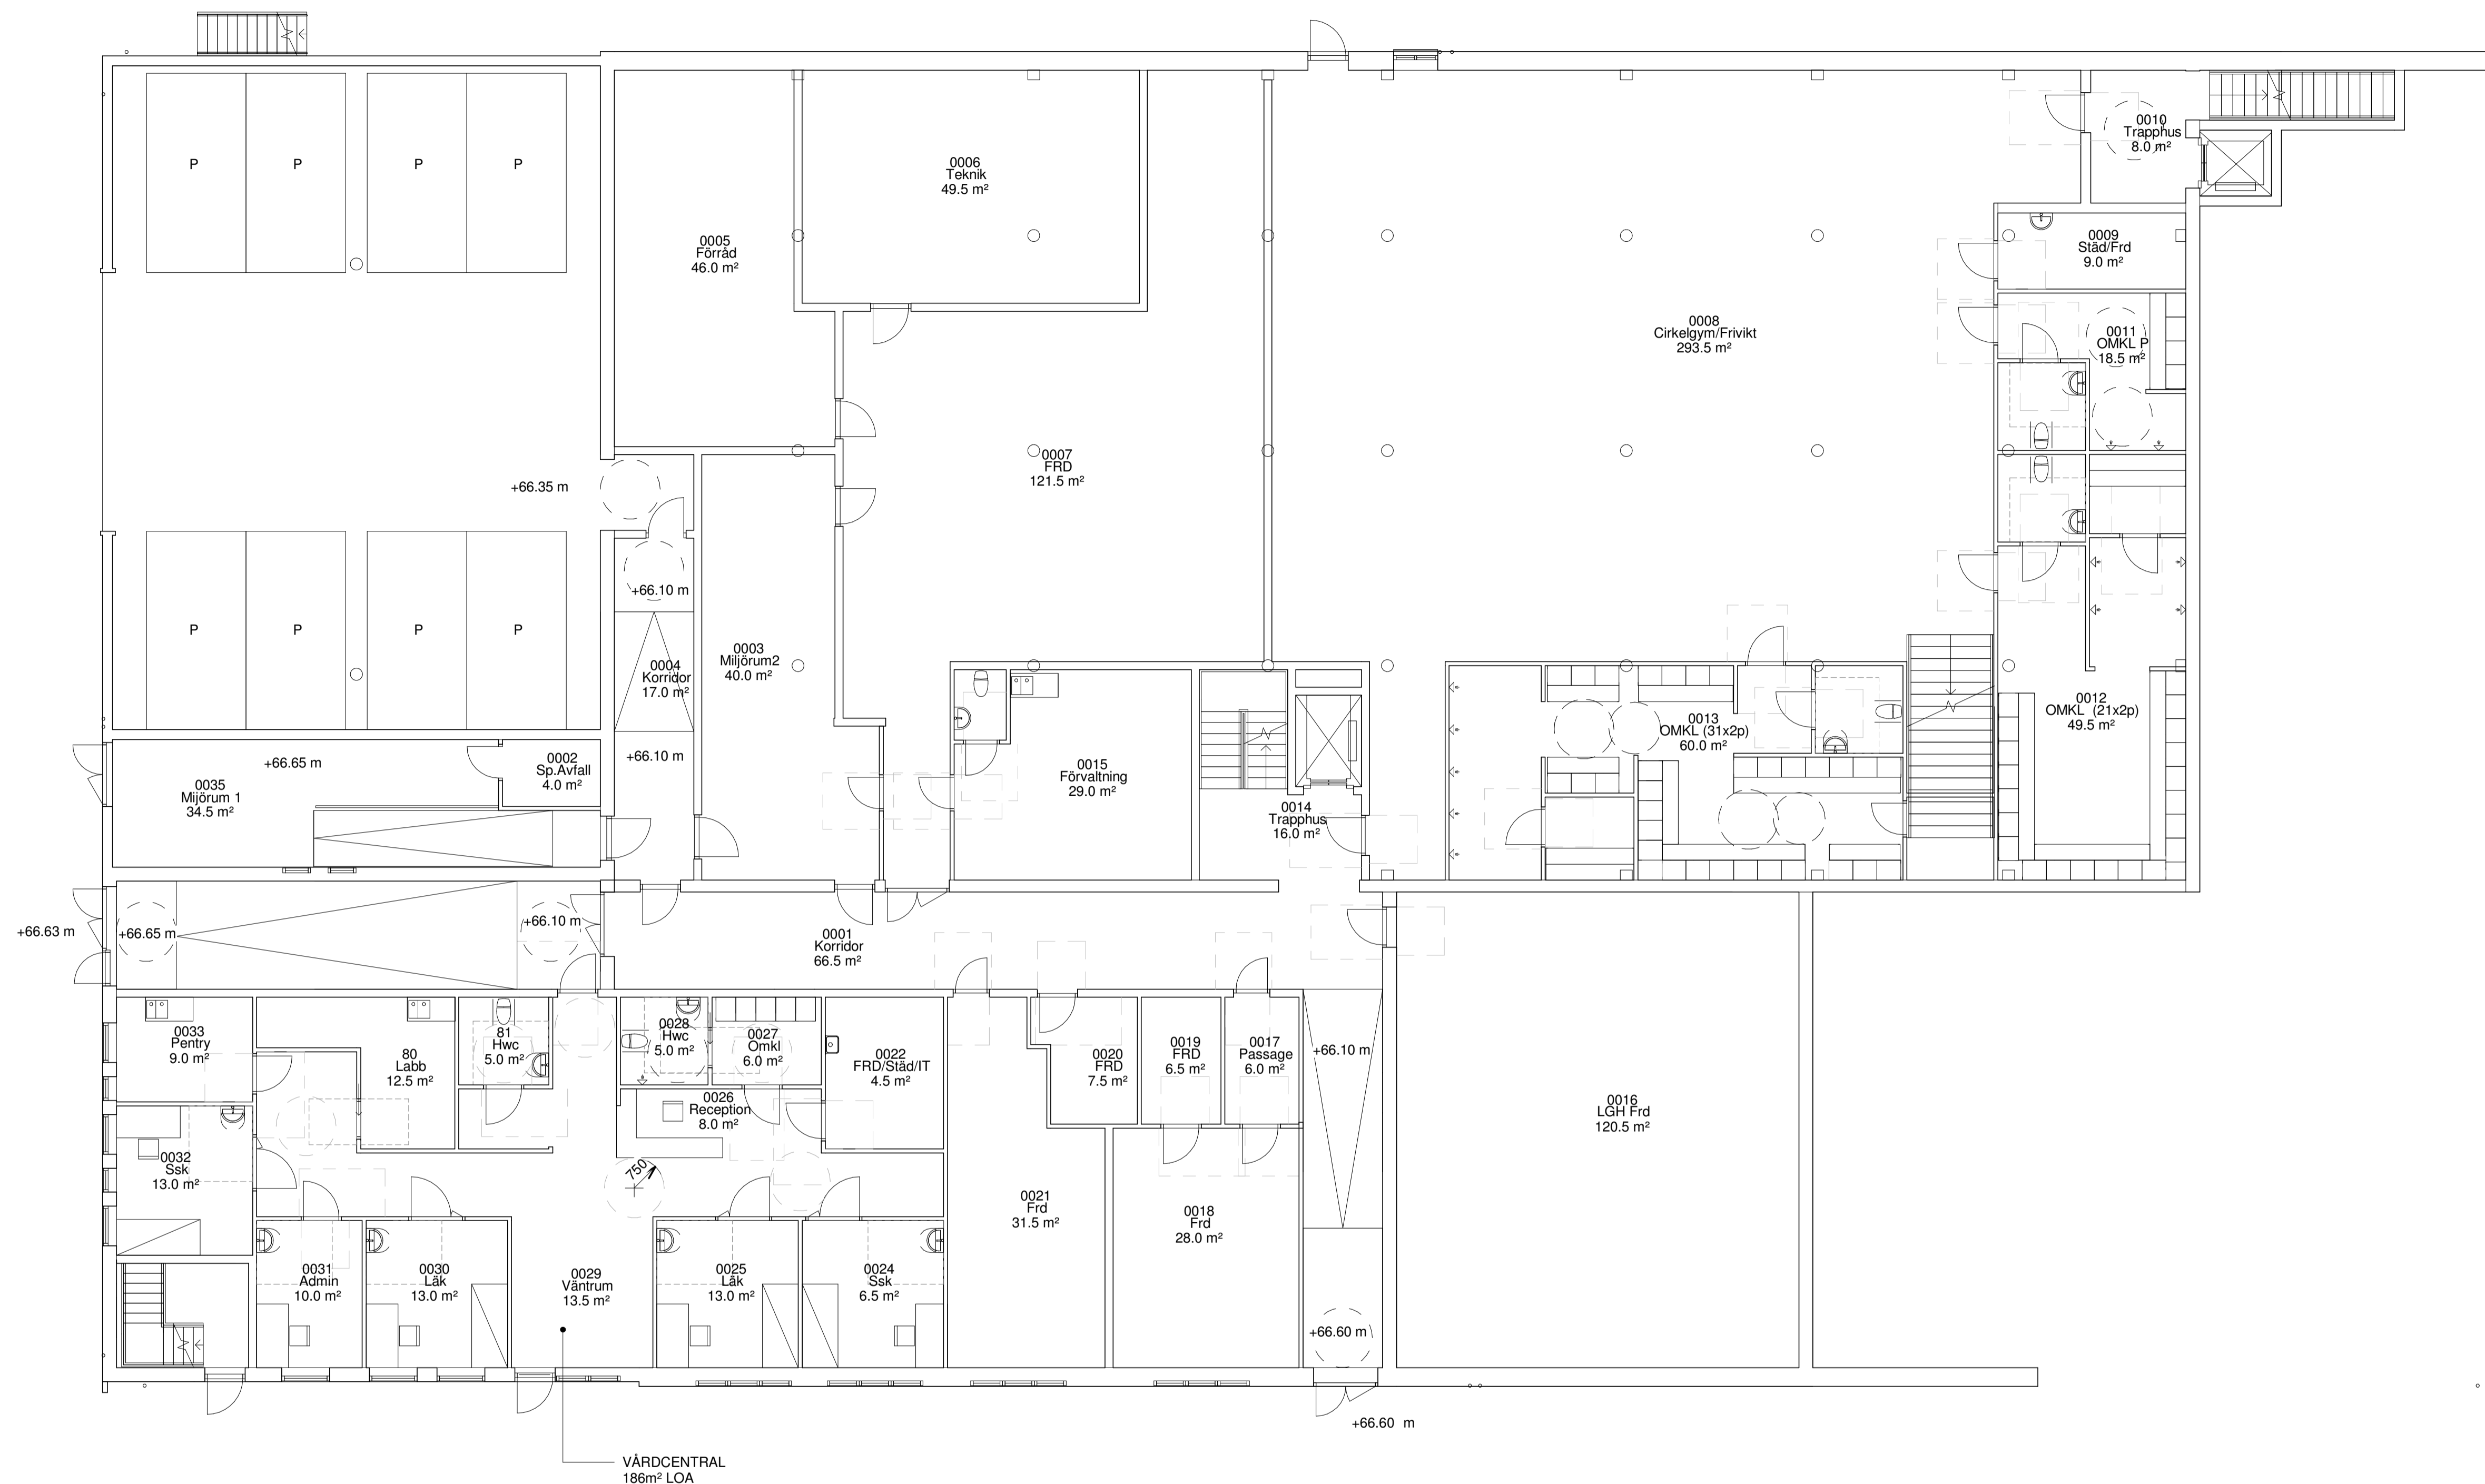 P
P
P
P
0010
Trapphus
8.0 m²
0006
Teknik
49.5 m²
0005
Förråd
46.0 m²
0009
Städ/Frd
9.0 m²
0008
Cirkelgym/Frivikt
293.5 m²
0011
OMKL P
18.5 m²
0007
FRD
121.5 m²
+66.35 m
+66.10 m
P
P
P
P
0003
Miljörum2
40.0 m²
0004
Korridor
17.0 m²
0012
OMKL (21x2p)
49.5 m²
0013
OMKL (31x2p)
60.0 m²
+66.65 m
0002
Sp.Avfall
4.0 m²
+66.10 m
0015
Förvaltning
29.0 m²
0035
Mijörum 1
34.5 m²
0014
Trapphus
16.0 m²
+66.63 m
+66.65 m
+66.10 m
0001
Korridor
66.5 m²
0033
Pentry
9.0 m²
80
Labb
12.5 m²
81
Hwc
5.0 m²
0028
Hwc
5.0 m²
0027
Omkl
6.0 m²
0022
FRD/Städ/IT
4.5 m²
0020
FRD
7.5 m²
0019
FRD
6.5 m²
0017
Passage
6.0 m²
+66.10 m
0026
Reception
8.0 m²
0016
LGH Frd
120.5 m²
0032
Ssk
13.0 m²
750
0021
Frd
31.5 m²
0018
Frd
28.0 m²
0031
Admin
10.0 m²
0030
Läk
13.0 m²
0029
Väntrum
13.5 m²
0025
Läk
13.0 m²
0024
Ssk
6.5 m²
+66.60 m
+66.60 m
VÅRDCENTRAL
186m² LOA